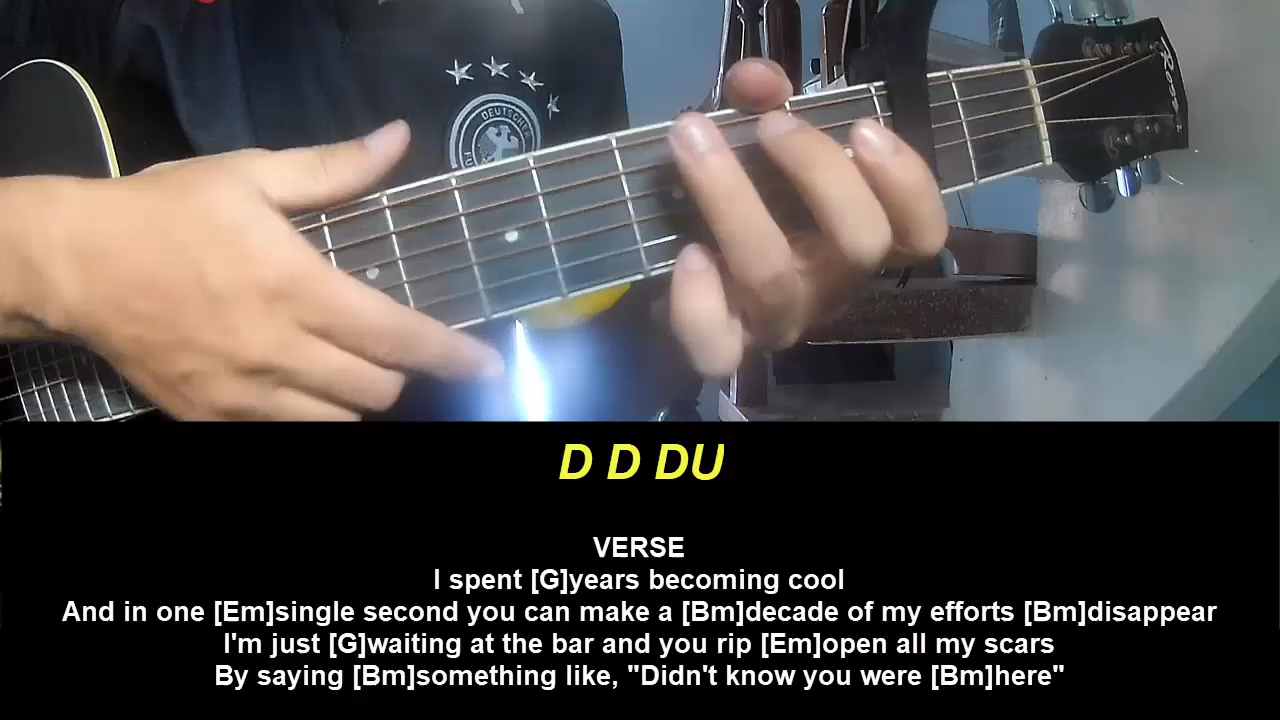 DEUTSCHER
D D DU
VERSE
I spent [G]years becoming cool
And in one [Em]single second you can make a [Bm]decade of my efforts [Bm]disappear
I'm just [G]waiting at the bar and you rip [Em]open all my scars
By saying [Bm]something like, "Didn't know you were [Bm]here"